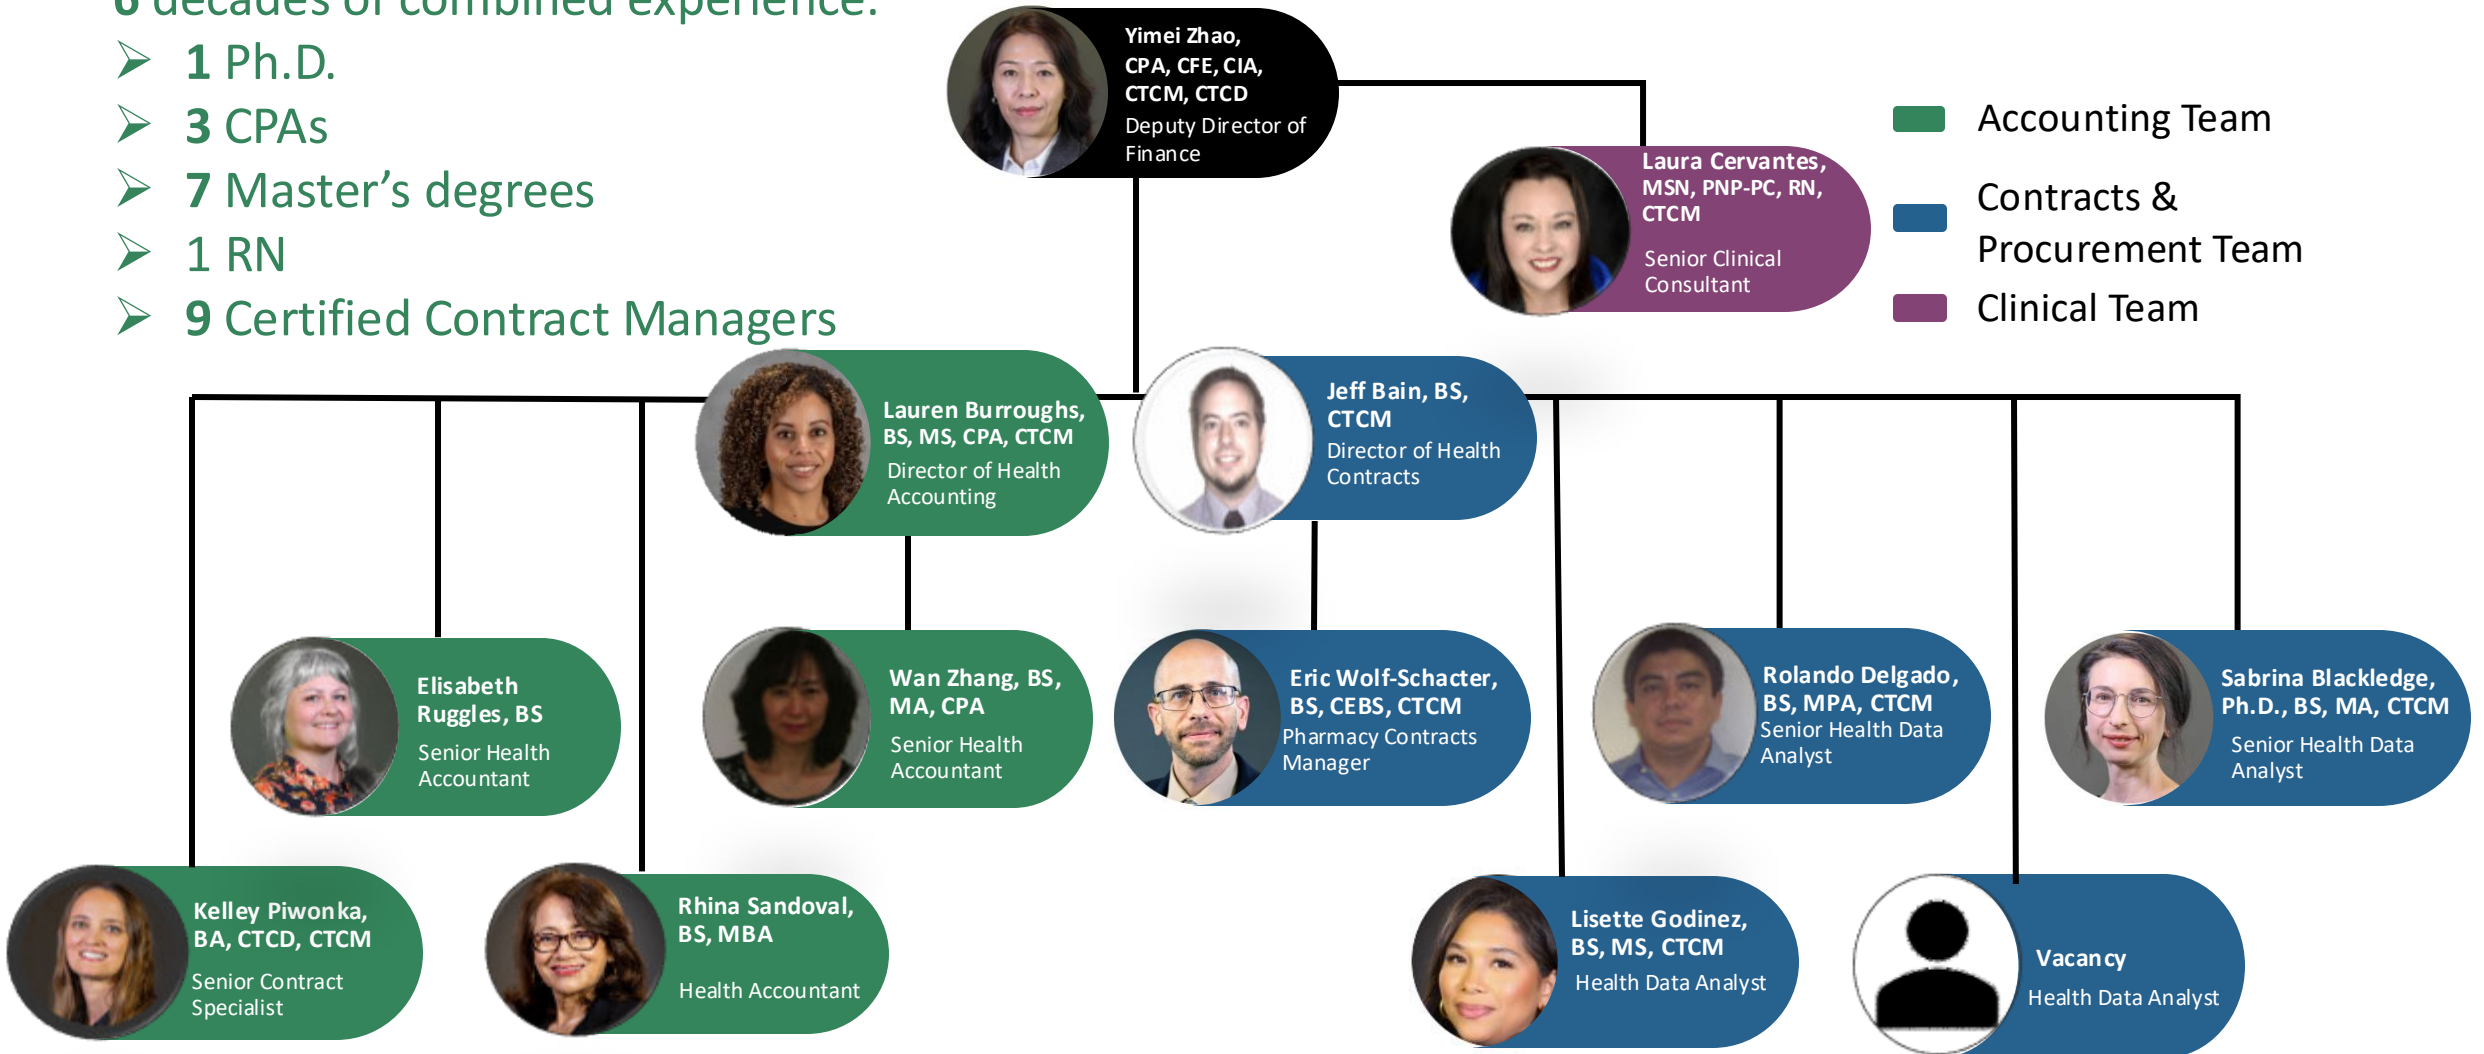 6 decades of combined experience:
➢ 1 Ph.D.
➢ 3 CPAs
➢ 7 Master's degrees
➢ 1 RN
➢ 9 Certified Contract Managers
Yimei Zhao,
CPA, CFE, CIA,
CTCM, CTCD
Deputy Director of
Finance
Laura Cervantes,
MSN, PNP-PC, RN,
CTCM
Senior Clinical
Consultant
Accounting Team
Contracts &
Procurement Team
Clinical Team
Lauren Burroughs,
BS, MS, CPA, CTCM
Director of Health
Accounting
Jeff Bain, BS,
CTCM
Director of Health
Contracts
Elisabeth
Ruggles, BS
Senior Health
Accountant
Wan Zhang, BS,
MA, CPA
Senior Health
Accountant
Eric Wolf-Schacter,
BS, CEBS, CTCM
Pharmacy Contracts
Manager
Rolando Delgado,
BS, MPA, CTCM
Senior Health Data
Analyst
Sabrina Blackledge,
Ph.D., BS, MA, CTCM
Senior Health Data
Analyst
Kelley Piwonka,
BA, CTCD, CTCM
Senior Contract
Specialist
Rhina Sandoval,
BS, MBA
Health Accountant
Lisette Godinez,
BS, MS, CTCM
Health Data Analyst
Vacancy
Health Data Analyst